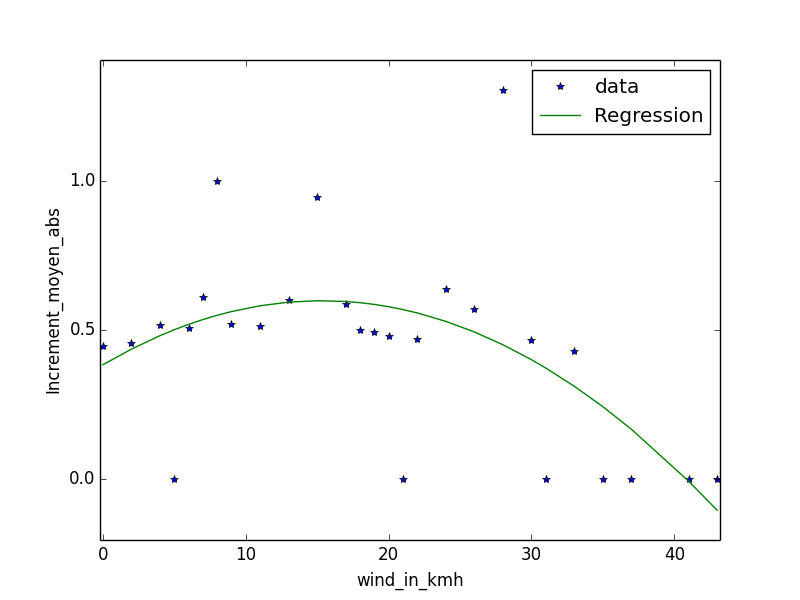 data
Regression
1.0
0.5
0.0
Increment_moyen_abs
0 10 20 30 40
wind_in_kmh